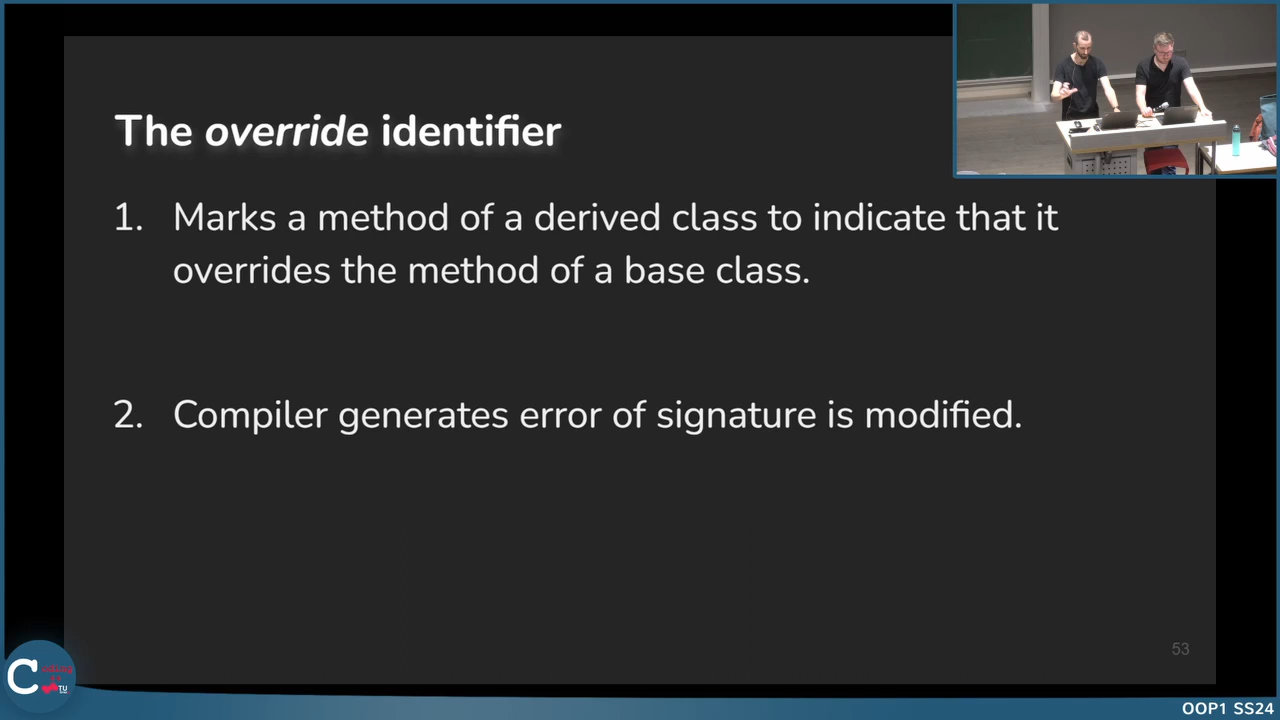 The override identifier
1. Marks a method of a derived class to indicate that it
overrides the method of a base class.
2. Compiler generates error of signature is modified.
53
C
TU
OOP1 SS24